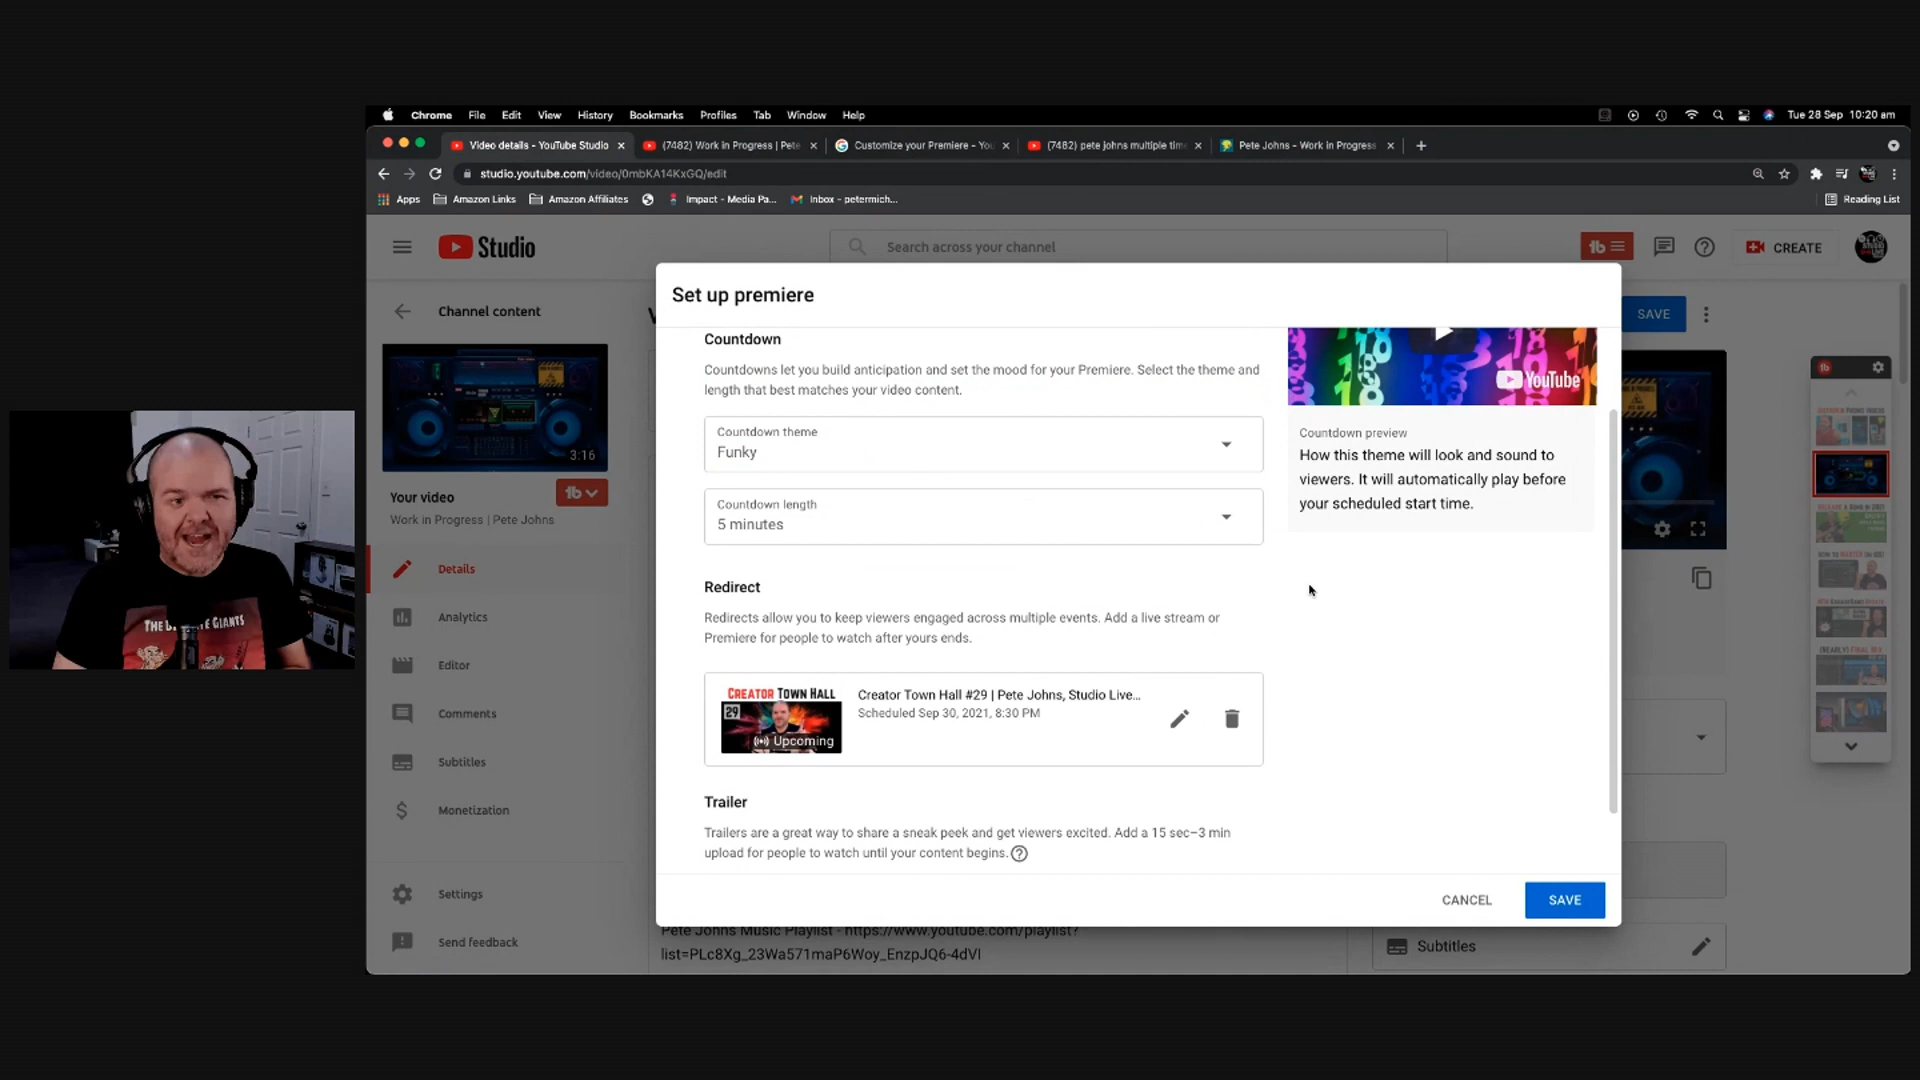 Chrome File Edit View History Bookmarks Profiles Tab Window Help
Tue 28 Sep 10:20 am
Video details - YouTube Studio
(7482) Work in Progress | Pete
Customize your Premiere - You
(7482) pete johns multiple tim
Pete Johns - Work in Progress
studio.youtube.com/video/0mbKA14KxGQ/edit
Apps
Amazon Links
Amazon Affiliates
Impact - Media Pa...
Inbox - petermich...
Reading List
Studio
Search across your channel
tb
CREATE
Channel content
SAVE
3:16
Your video
tb
Work in Progress | Pete Johns
Details
Analytics
Editor
Comments
Subtitles
Monetization
Settings
Send feedback
Set up premiere
Countdown
Countdowns let you build anticipation and set the mood for your Premiere. Select the theme and
length that best matches your video content.
Countdown theme
Funky
Countdown length
5 minutes
YouTube
Countdown preview
How this theme will look and sound to
viewers. It will automatically play before
your scheduled start time.
Redirect
Redirects allow you to keep viewers engaged across multiple events. Add a live stream or
Premiere for people to watch after yours ends.
CREATOR TOWN HALL
29
Upcoming
Creator Town Hall #29 | Pete Johns, Studio Live...
Scheduled Sep 30, 2021, 8:30 PM
Trailer
Trailers are a great way to share a sneak peek and get viewers excited. Add a 15 sec–3 min
upload for people to watch until your content begins.
CANCEL
SAVE
Pete Johns Music Playlist - https://www.youtube.com/playlist?
list=PLc8Xg_23Wa571maP6Woy_EnzpJQ6-4dVl
Subtitles